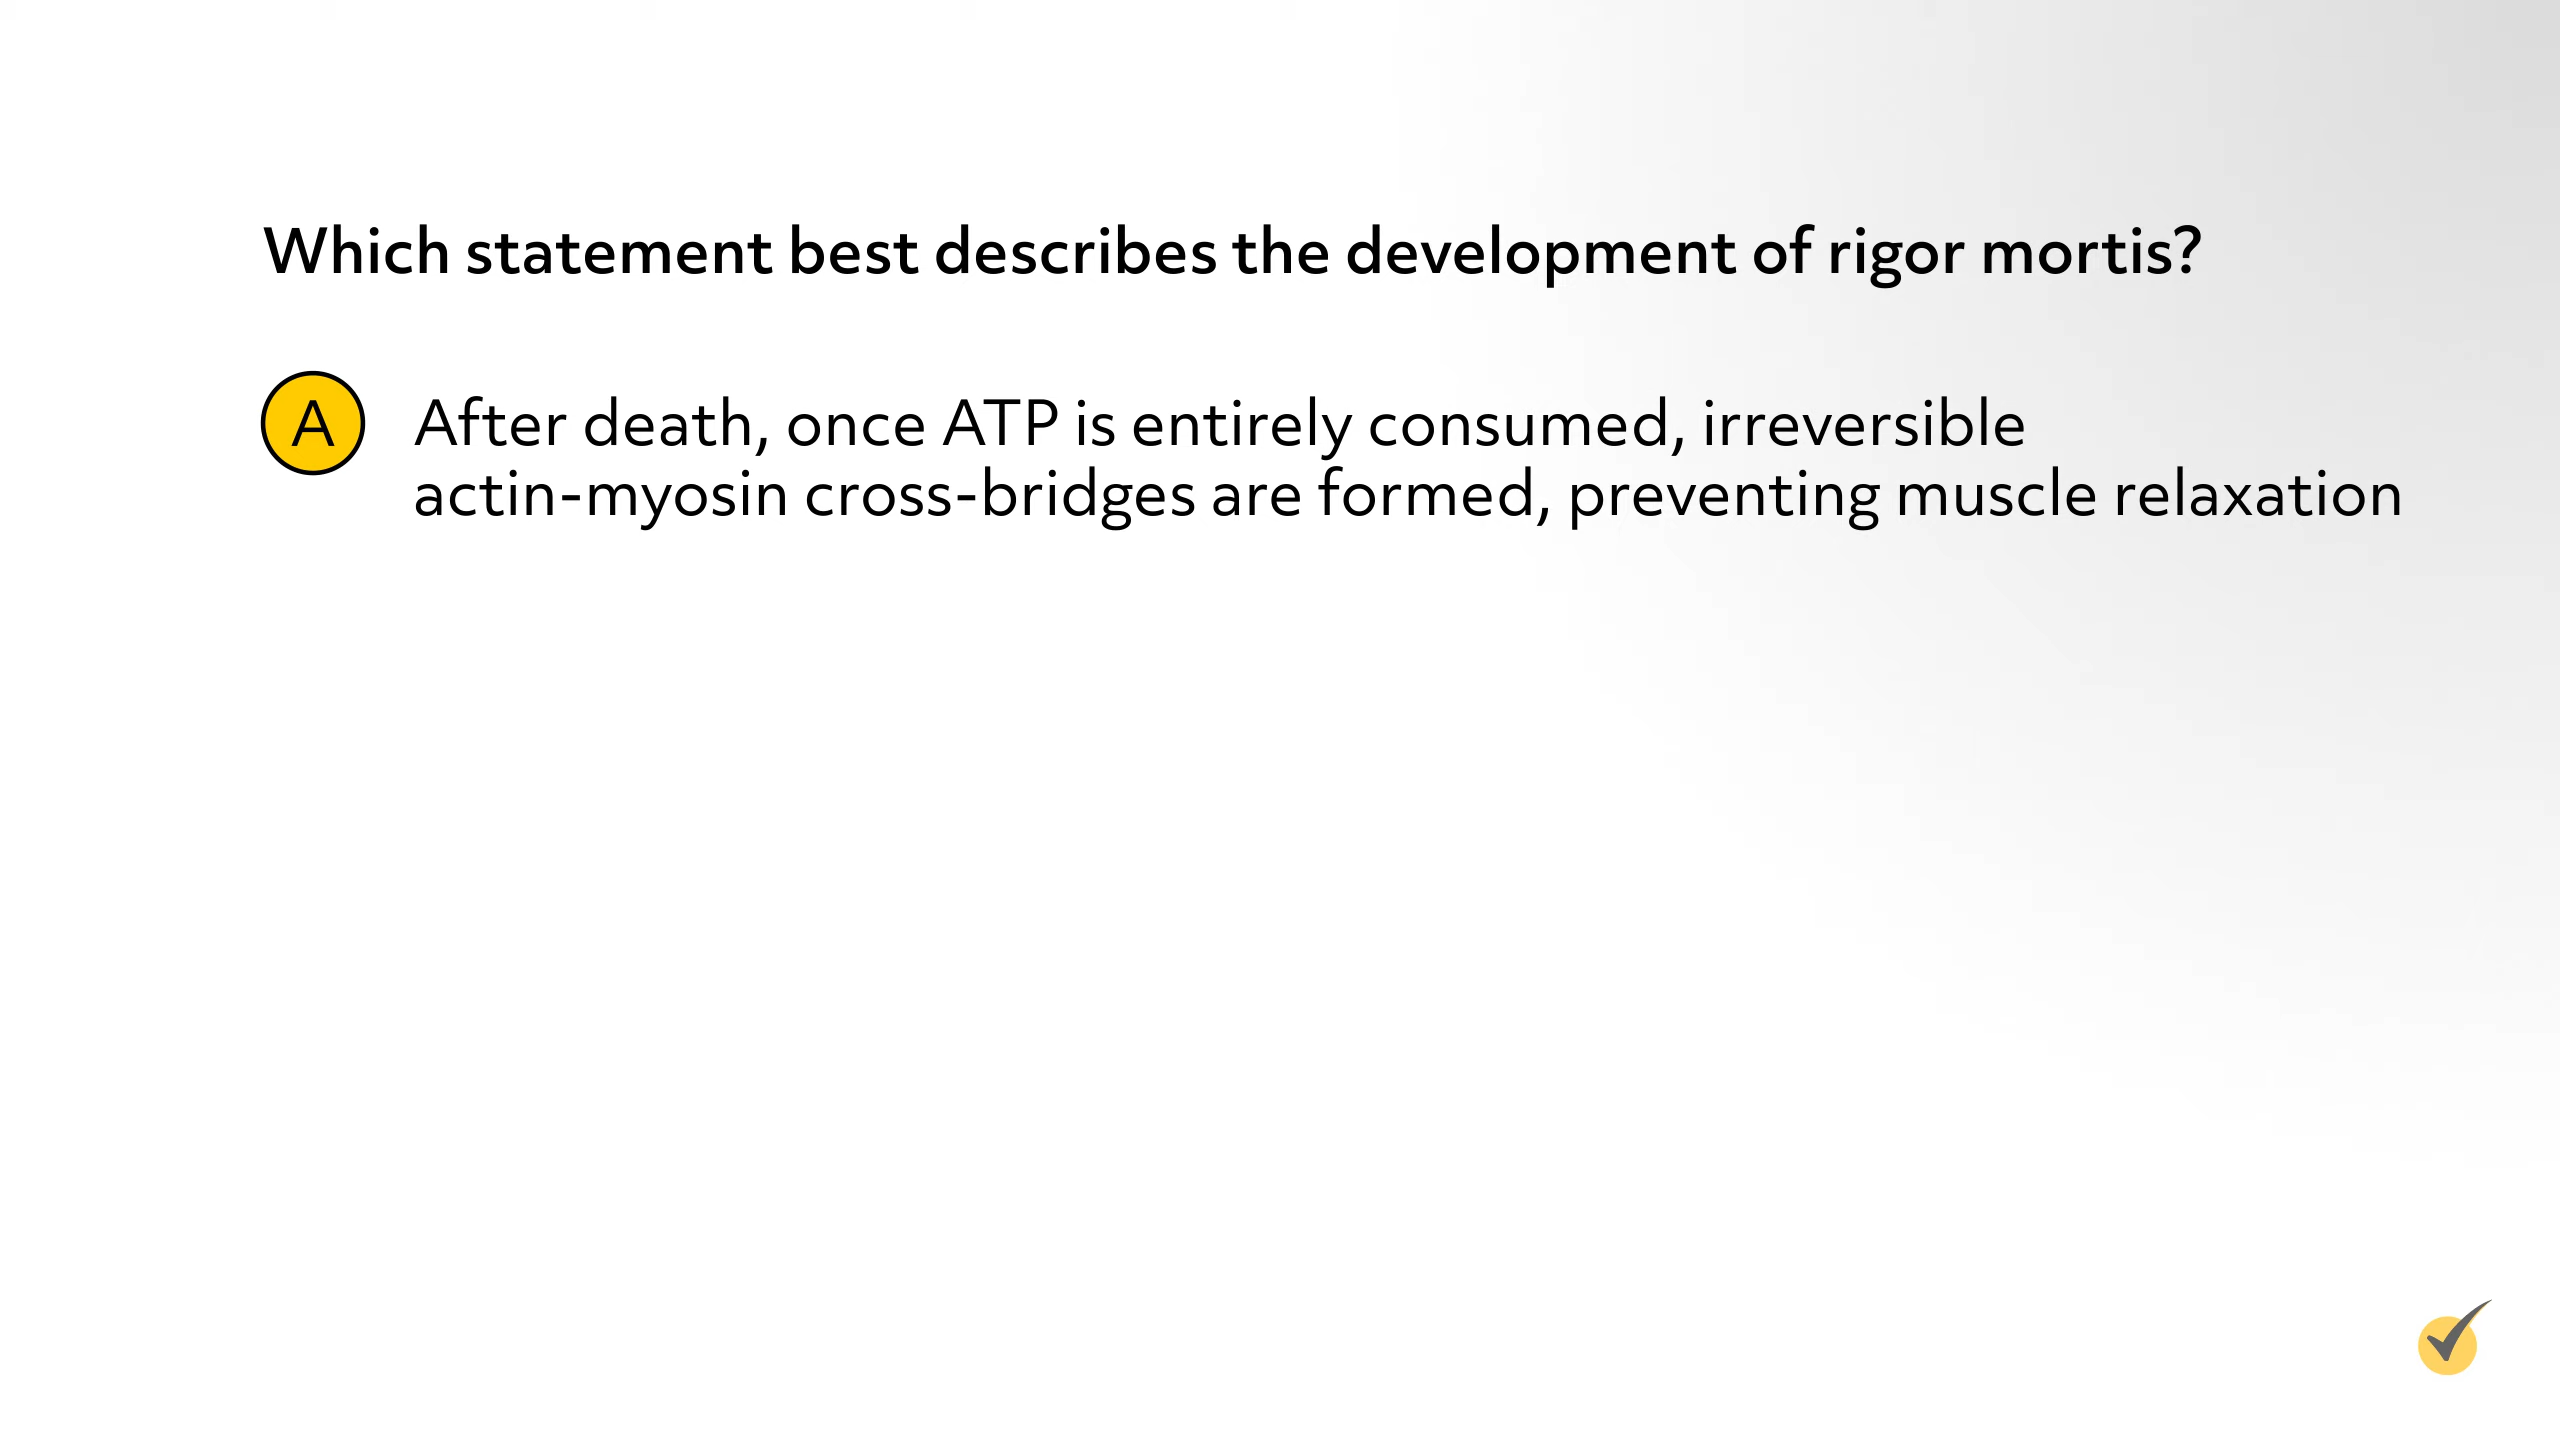 Which statement best describes the development of rigor mortis?
A After death, once ATP is entirely consumed, irreversible
actin-myosin cross-bridges are formed, preventing muscle relaxation